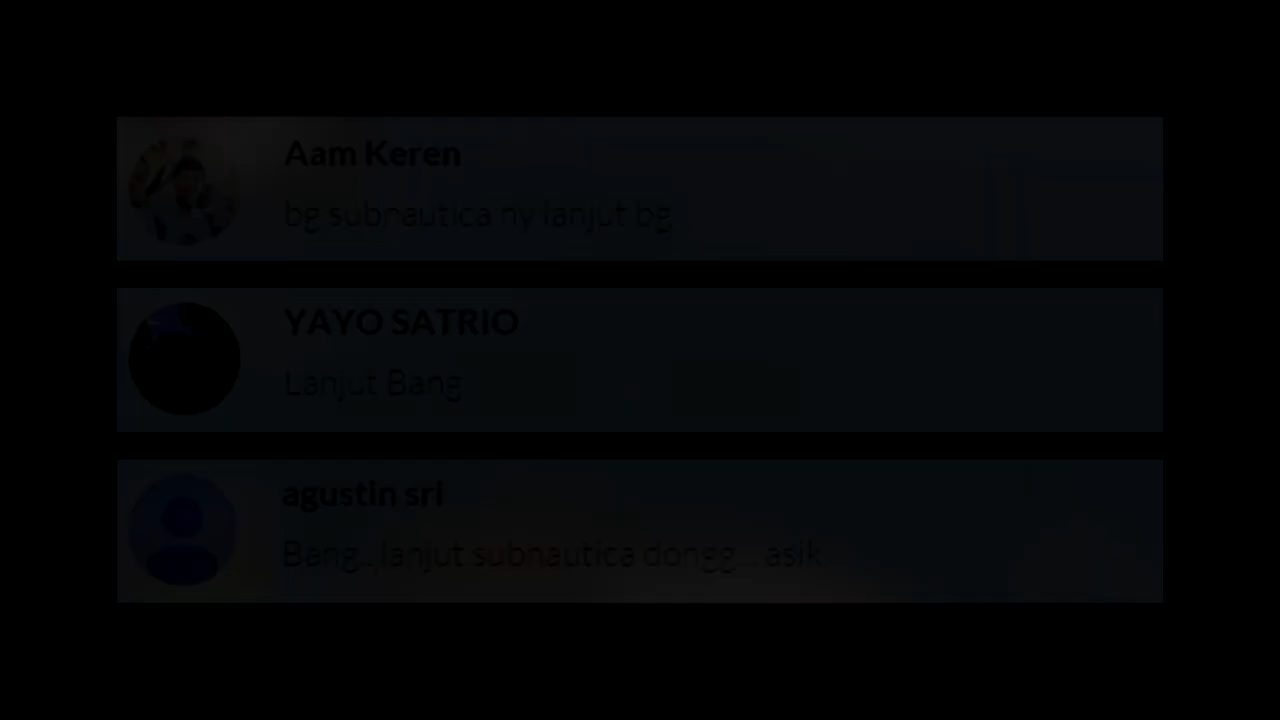 Aam Keren
bg subnautica ny lanjut bg
YAYO SATRIO
Lanjut Bang
agustin sri
Bang.. lanjut subnautica dongg... asik